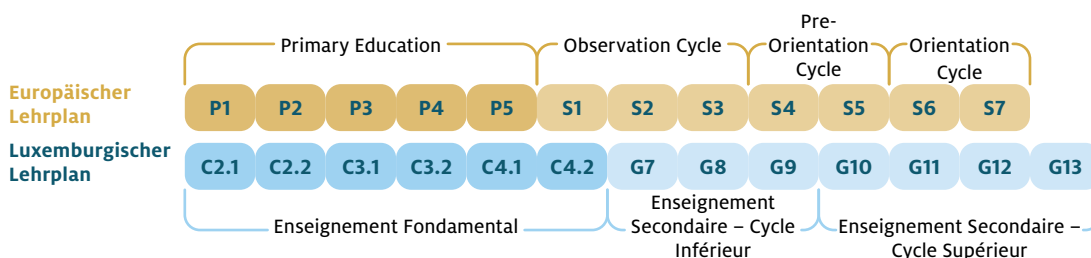 Primary Education
Observation Cycle
Pre-
Orientation
Cycle
Orientation
Cycle
Europäischer
Lehrplan
P1 P2 P3 P4 P5 S1 S2 S3 S4 S5 S6 S7
Luxemburgischer
Lehrplan
C2.1 C2.2 C3.1 C3.2 C4.1 C4.2 G7 G8 G9 G10 G11 G12 G13
Enseignement Fondamental
Enseignement
Secondaire – Cycle
Inférieur
Enseignement Secondaire –
Cycle Supérieur